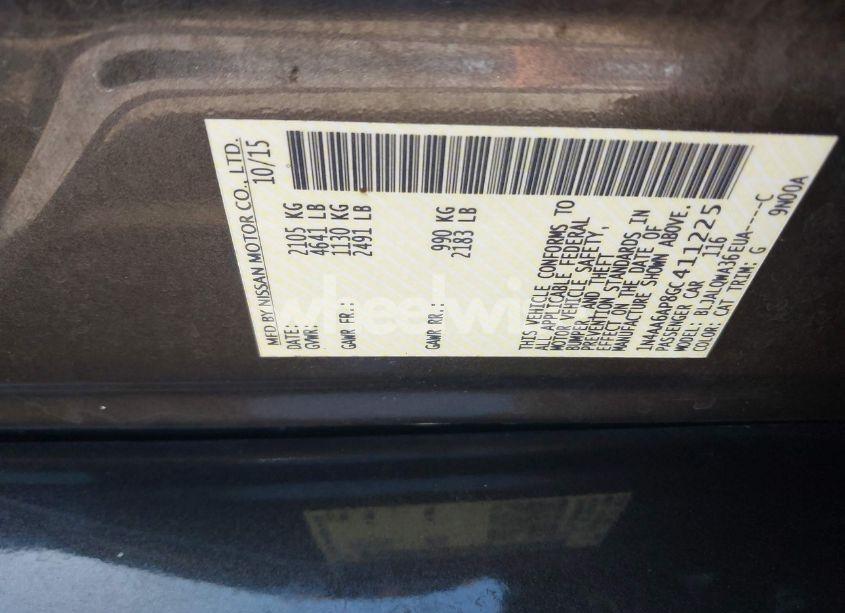 MFD BY NISSAN MOTOR CO., LTD.
DATE: 10/15
GVWR: 2105 KG
4641 LB
GAWR FR.: 1130 KG
2491 LB
GAWR RR.: 990 KG
2183 LB
THIS VEHICLE CONFORMS TO
ALL APPLICABLE FEDERAL
MOTOR VEHICLE SAFETY,
BUMPER, AND THEFT
PREVENTION STANDARDS IN
EFFECT ON THE DATE OF
MANUFACTURE SHOWN ABOVE.
1N4AA6AP8GC411225
PASSENGER CAR 116
MODEL: BLJALOWA36EUA-----C
COLOR: CAT TRIM: G 9N00A